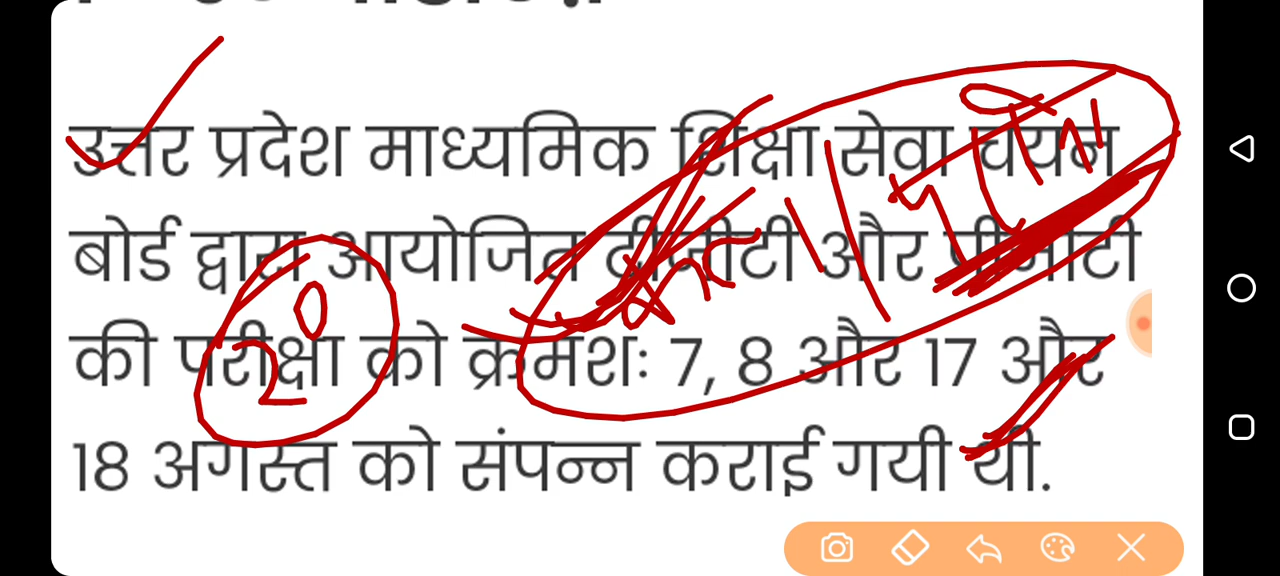 उत्तर प्रदेश माध्यमिक शिक्षा सेवा चयन
बोर्ड द्वारा आयोजित टीजीटी और पीजीटी
की परीक्षा को क्रमशः 7, 8 और 17 और
18 अगस्त को संपन्न कराई गयी थी.
20